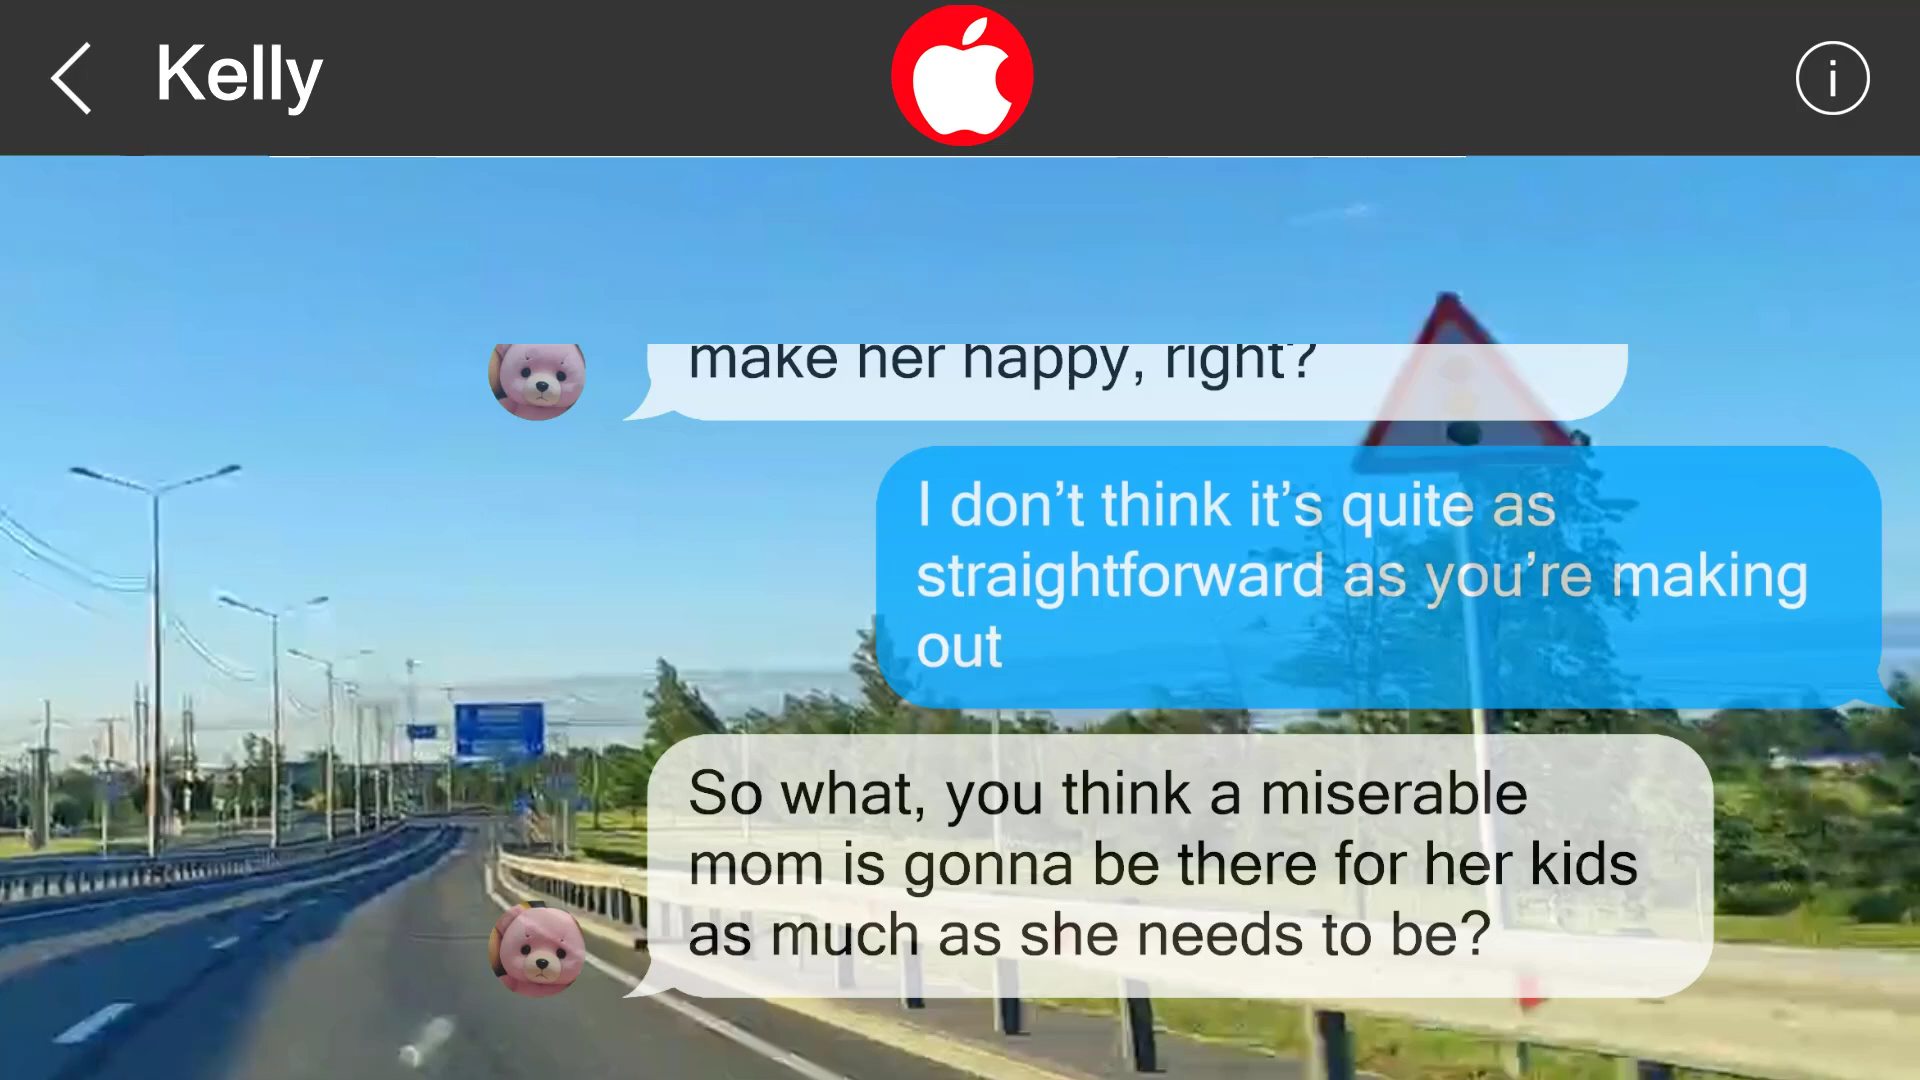 Kelly
i
make her happy, right?
I don’t think it’s quite as
straightforward as you’re making
out
So what, you think a miserable
mom is gonna be there for her kids
as much as she needs to be?